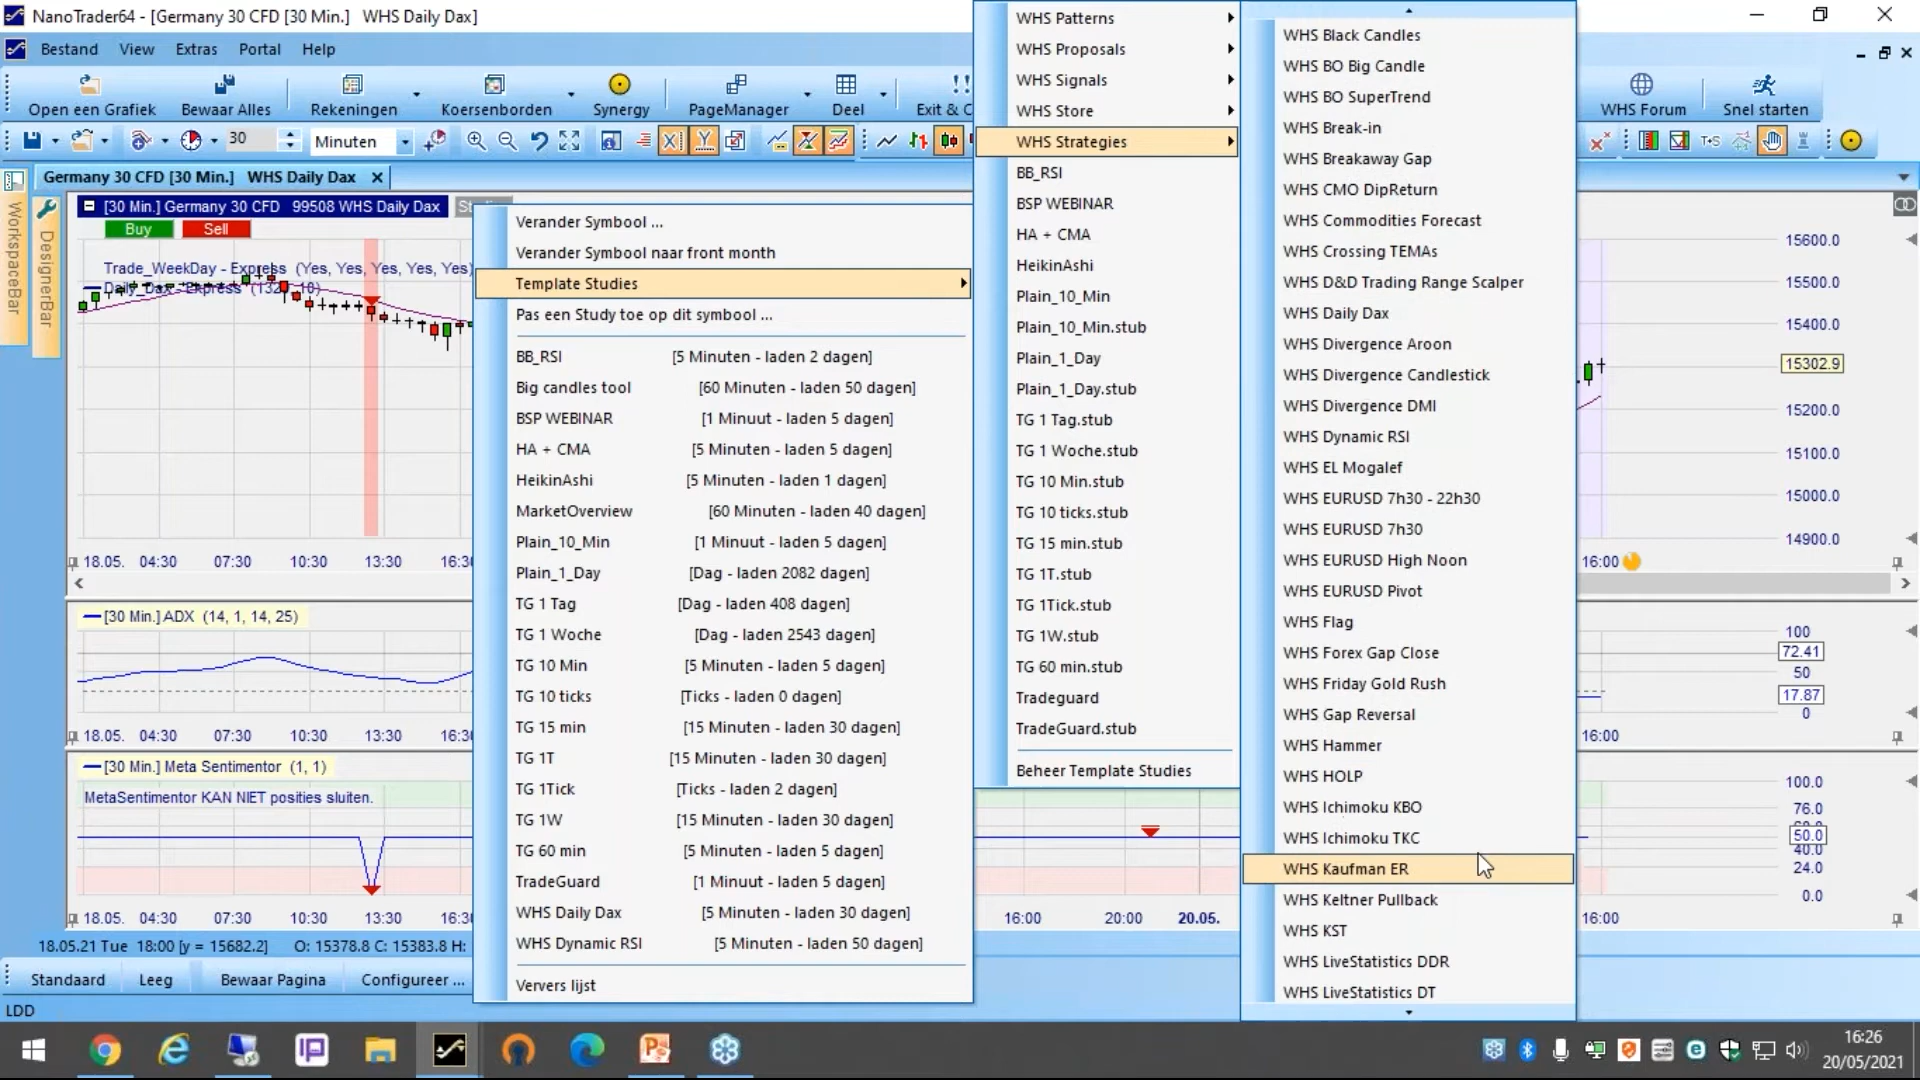 NanoTrader64 - [Germany 30 CFD [30 Min.]   WHS Daily Dax]
Bestand View Extras Portal Help
Open een Grafiek Bewaar Alles Rekeningen Koersenborden Synergy PageManager Deel Exit & C WHS Forum Snel starten
30 Minuten
Germany 30 CFD [30 Min.]   WHS Daily Dax
WorkspaceBar
DesignerBar
[30 Min.] Germany 30 CFD   99508 WHS Daily Dax
Buy Sell
Trade_WeekDay - Express (Yes, Yes, Yes, Yes, Yes)
Daily_Dax - Express (132
18.05. 04:30 07:30 10:30 13:30 16:3
[30 Min.] ADX (14, 1, 14, 25)
18.05. 04:30 07:30 10:30 13:30 16:3
[30 Min.] Meta Sentimentor (1, 1)
MetaSentimentor KAN NIET posities sluiten.
18.05. 04:30 07:30 10:30 13:30 16:3
18.05.21 Tue 18:00 [y = 15682.2] O: 15378.8 C: 15383.8 H:
Standaard Leeg Bewaar Pagina Configureer ...
LDD
Verander Symbool ...
Verander Symbool naar front month
Template Studies
Pas een Study toe op dit symbool ...
BB_RSI [5 Minuten - laden 2 dagen]
Big candles tool [60 Minuten - laden 50 dagen]
BSP WEBINAR [1 Minuut - laden 5 dagen]
HA + CMA [5 Minuten - laden 5 dagen]
HeikinAshi [5 Minuten - laden 1 dagen]
MarketOverview [60 Minuten - laden 40 dagen]
Plain_10_Min [1 Minuut - laden 5 dagen]
Plain_1_Day [Dag - laden 2082 dagen]
TG 1 Tag [Dag - laden 408 dagen]
TG 1 Woche [Dag - laden 2543 dagen]
TG 10 Min [5 Minuten - laden 5 dagen]
TG 10 ticks [Ticks - laden 0 dagen]
TG 15 min [15 Minuten - laden 30 dagen]
TG 1T [15 Minuten - laden 30 dagen]
TG 1Tick [Ticks - laden 2 dagen]
TG 1W [15 Minuten - laden 30 dagen]
TG 60 min [5 Minuten - laden 5 dagen]
TradeGuard [1 Minuut - laden 5 dagen]
WHS Daily Dax [5 Minuten - laden 30 dagen]
WHS Dynamic RSI [5 Minuten - laden 50 dagen]
Ververs lijst
WHS Patterns
WHS Proposals
WHS Signals
WHS Store
WHS Strategies
BB_RSI
BSP WEBINAR
HA + CMA
HeikinAshi
Plain_10_Min
Plain_10_Min.stub
Plain_1_Day
Plain_1_Day.stub
TG 1 Tag.stub
TG 1 Woche.stub
TG 10 Min.stub
TG 10 ticks.stub
TG 15 min.stub
TG 1T.stub
TG 1Tick.stub
TG 1W.stub
TG 60 min.stub
Tradeguard
TradeGuard.stub
Beheer Template Studies
16:00 20:00 20.05.
WHS Black Candles
WHS BO Big Candle
WHS BO SuperTrend
WHS Break-in
WHS Breakaway Gap
WHS CMO DipReturn
WHS Commodities Forecast
WHS Crossing TEMAs
WHS D&D Trading Range Scalper
WHS Daily Dax
WHS Divergence Aroon
WHS Divergence Candlestick
WHS Divergence DMI
WHS Dynamic RSI
WHS EL Mogalef
WHS EURUSD 7h30 - 22h30
WHS EURUSD 7h30
WHS EURUSD High Noon
WHS EURUSD Pivot
WHS Flag
WHS Forex Gap Close
WHS Friday Gold Rush
WHS Gap Reversal
WHS Hammer
WHS HOLP
WHS Ichimoku KBO
WHS Ichimoku TKC
WHS Kaufman ER
WHS Keltner Pullback
WHS KST
WHS LiveStatistics DDR
WHS LiveStatistics DT
15600.0
15500.0
15400.0
15302.9
15200.0
15100.0
15000.0
14900.0
16:00
100
72.41
50
17.87
0
16:00
100.0
76.0
50.0
40.0
24.0
0.0
16:00
16:26
20/05/2021